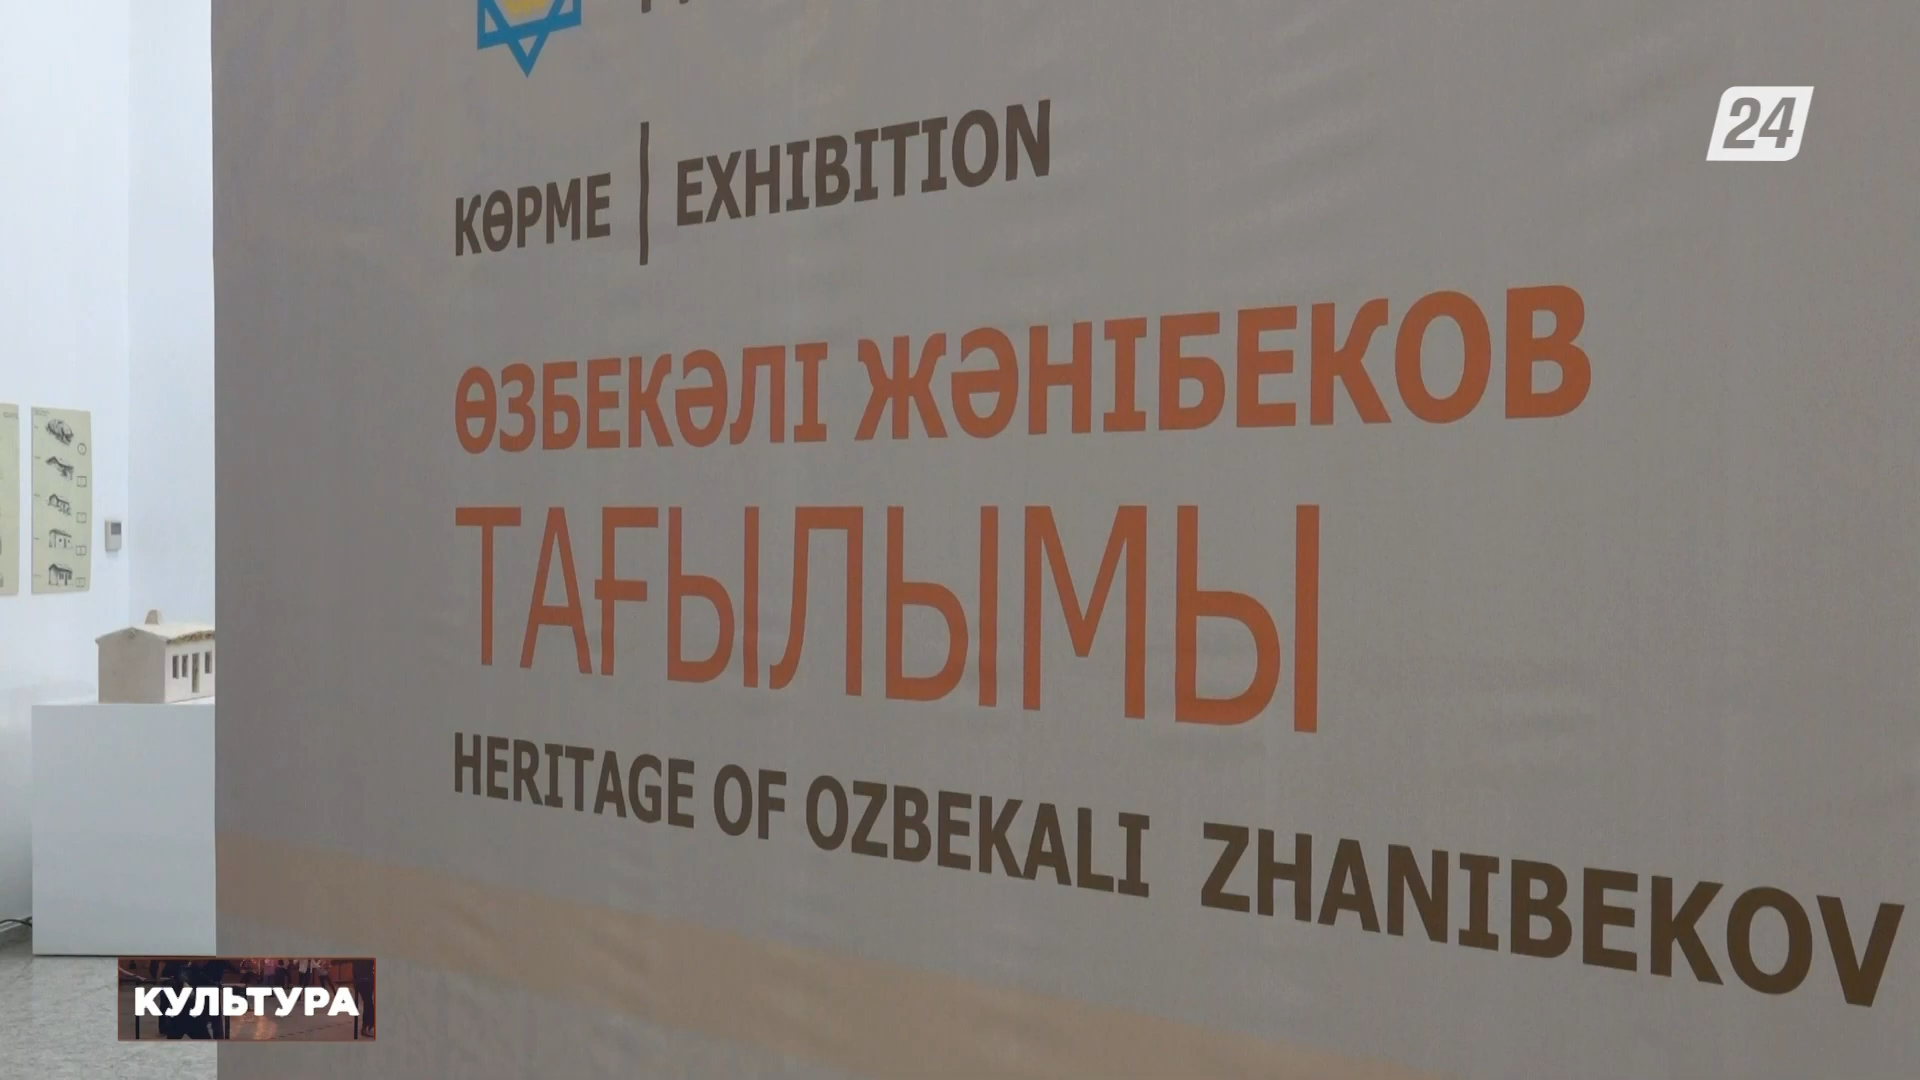 24
КӨРМЕ | EXHIBITION
ӨЗБЕКӘЛІ ЖӘНІБЕКОВ
ТАҒЫЛЫМЫ
HERITAGE OF OZBEKALI ZHANIBEKOV
КУЛЬТУРА